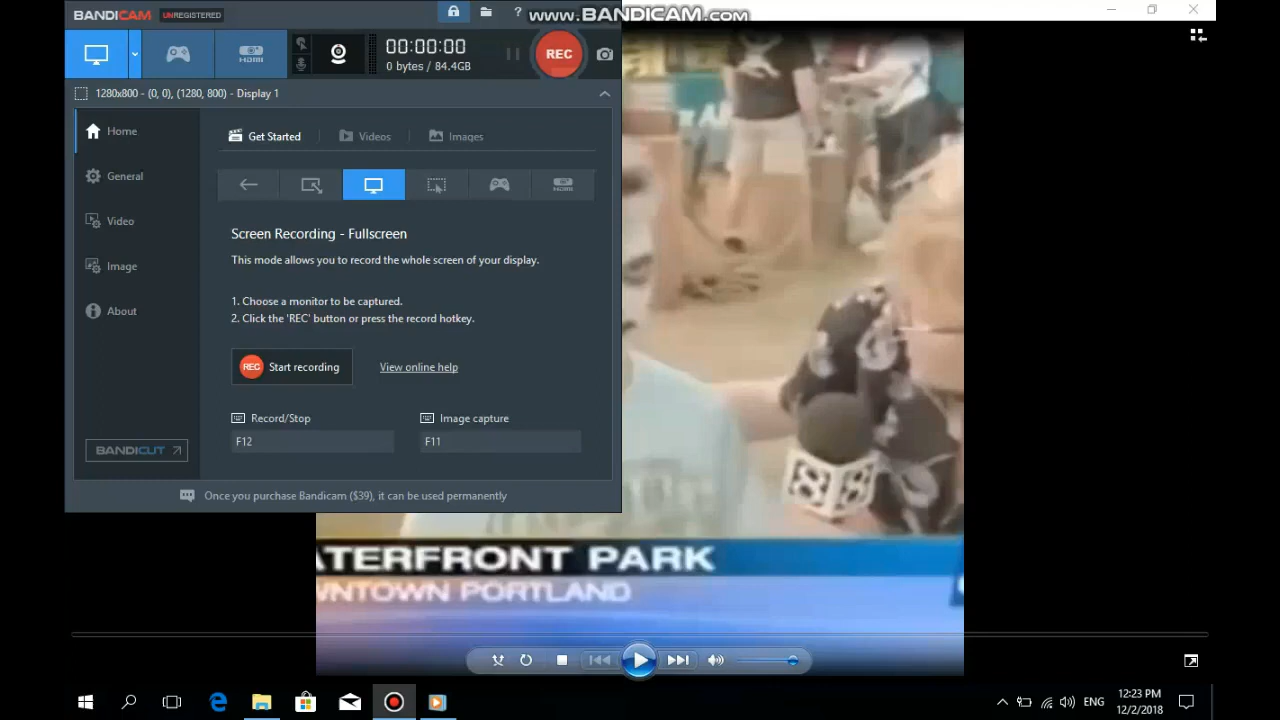 BANDICAM UNREGISTERED
?
www.BANDICAM.com
HDMI
00:00:00
REC
0 bytes / 84.4GB
1280x800 - (0, 0), (1280, 800) - Display 1
Home
Get Started
Videos
Images
General
HDMI
Video
Screen Recording - Fullscreen
This mode allows you to record the whole screen of your display.
Image
1. Choose a monitor to be captured.
About
2. Click the 'REC' button or press the record hotkey.
REC Start recording
View online help
Record/Stop
Image capture
F12
F11
BANDICUT
Once you purchase Bandicam ($39), it can be used permanently
8 8
ATERFRONT PARK
WNTOWN PORTLAND
ENG
12:23 PM
12/2/2018